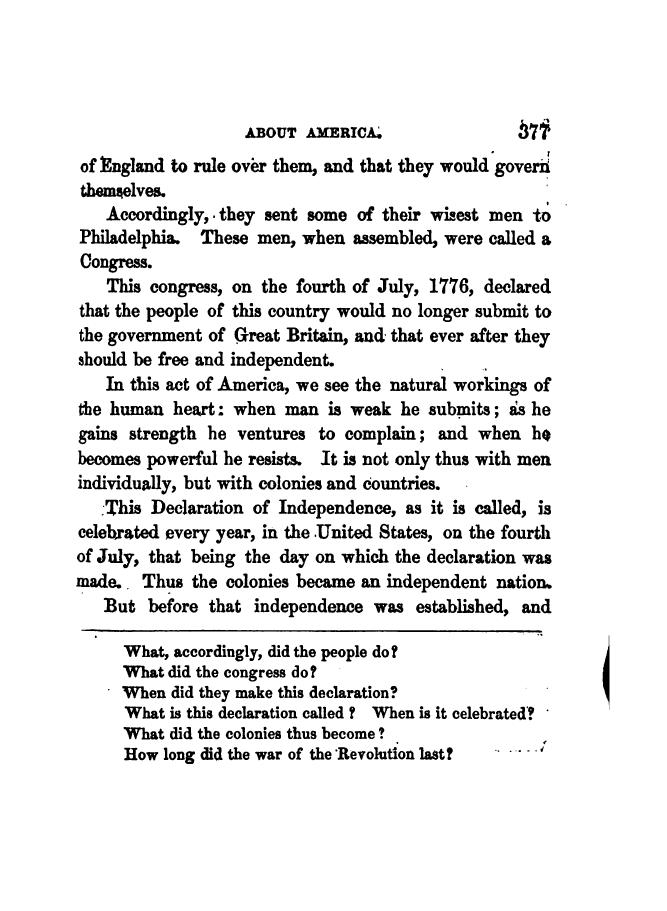 ABOUT AMERICA. 377
of England to rule over them, and that they would govern
themselves.
Accordingly, they sent some of their wisest men to
Philadelphia. These men, when assembled, were called a
Congress.
This congress, on the fourth of July, 1776, declared
that the people of this country would no longer submit to
the government of Great Britain, and that ever after they
should be free and independent.
In this act of America, we see the natural workings of
the human heart: when man is weak he submits; as he
gains strength he ventures to complain; and when he
becomes powerful he resists. It is not only thus with men
individually, but with colonies and countries.
This Declaration of Independence, as it is called, is
celebrated every year, in the United States, on the fourth
of July, that being the day on which the declaration was
made. Thus the colonies became an independent nation.
But before that independence was established, and
What, accordingly, did the people do?
What did the congress do?
When did they make this declaration?
What is this declaration called? When is it celebrated?
What did the colonies thus become?
How long did the war of the Revolution last?